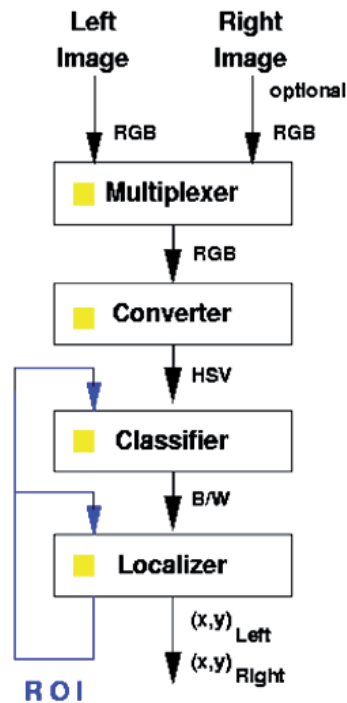 Left Image
Right Image
optional
RGB
RGB
Multiplexer
RGB
Converter
HSV
Classifier
B/W
Localizer
(x,y) Left
(x,y) Right
ROI